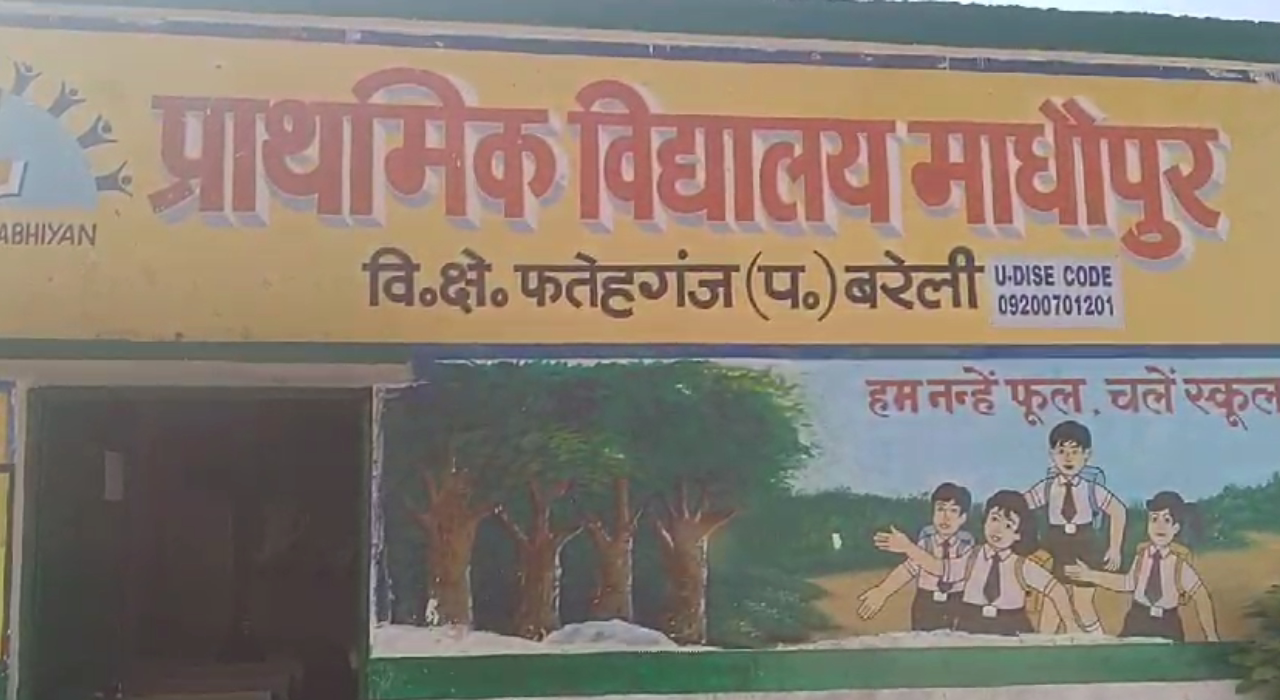 प्राथमिक विद्यालय माधौंपुर
ABHIYAN
वि.क्षे. फतेहगंज (प.) बरेली
U-DISE CODE
09200701201
हम नन्हें फूल, चलें स्कूल